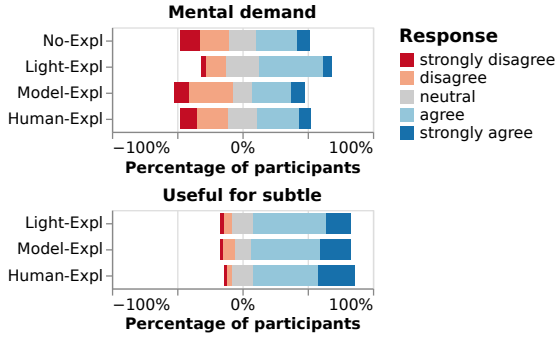 Mental demand
No-Expl
Light-Expl
Model-Expl
Human-Expl
−100% 0% 100%
Percentage of participants
Response
strongly disagree
disagree
neutral
agree
strongly agree
Useful for subtle
Light-Expl
Model-Expl
Human-Expl
−100% 0% 100%
Percentage of participants